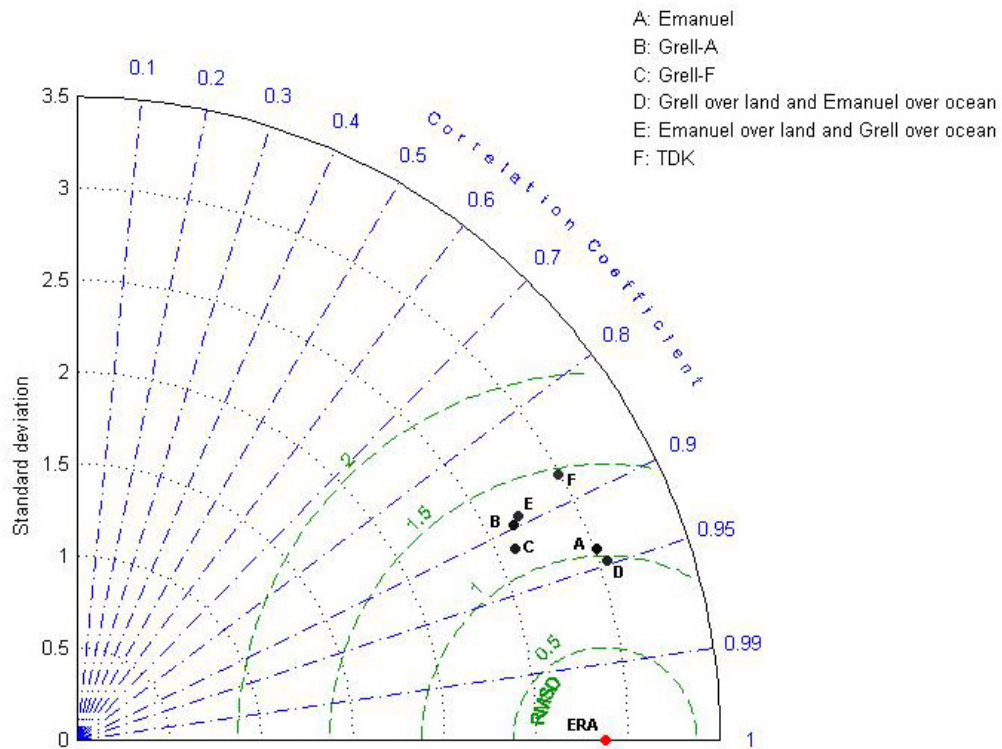 A: Emanuel
B: Grell-A
C: Grell-F
D: Grell over land and Emanuel over ocean
E: Emanuel over land and Grell over ocean
F: TDK
Correlation Coefficient
0.1
0.2
0.3
0.4
0.5
0.6
0.7
0.8
0.9
0.95
0.99
1
Standard deviation
3.5
3
2.5
2
1.5
1
0.5
0
2
1.5
1
0.5
RMSD
F
E
B
C
A
D
ERA